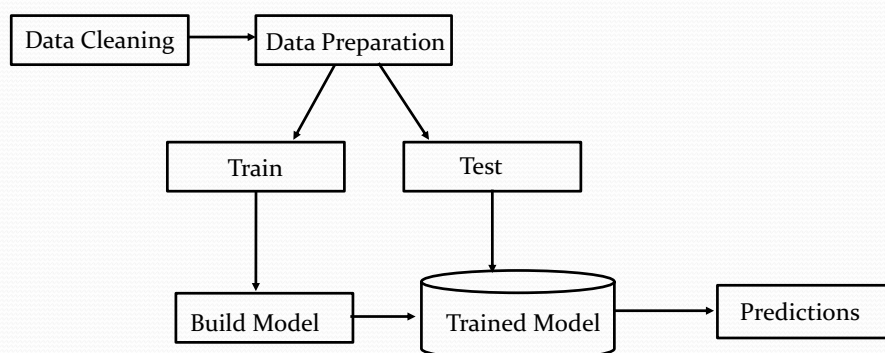 Data Cleaning
Data Preparation
Train
Test
Build Model
Trained Model
Predictions